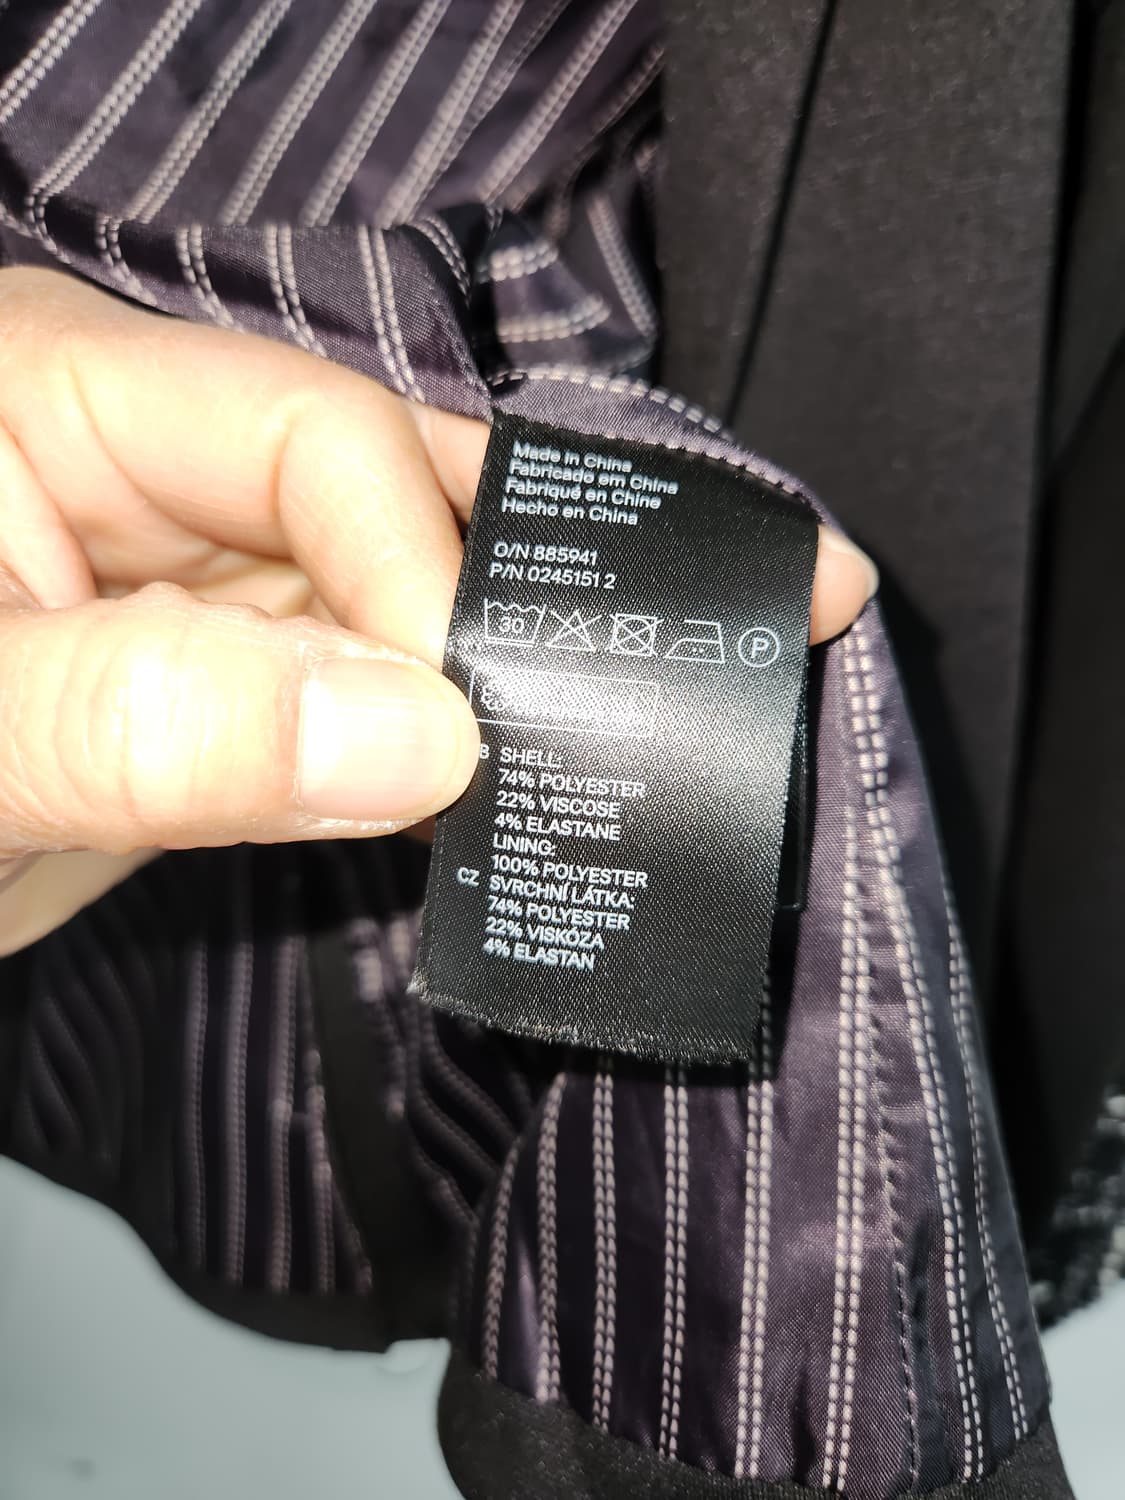 Made in China
Fabricado em China
Fabriqué en Chine
Hecho en China
O/N 885941
P/N 0245151 2
30
P
SHELL:
74% POLYESTER
22% VISCOSE
4% ELASTANE
LINING:
100% POLYESTER
CZ SVRCHNÍ LÁTKA:
74% POLYESTER
22% VISKÓZA
4% ELASTAN